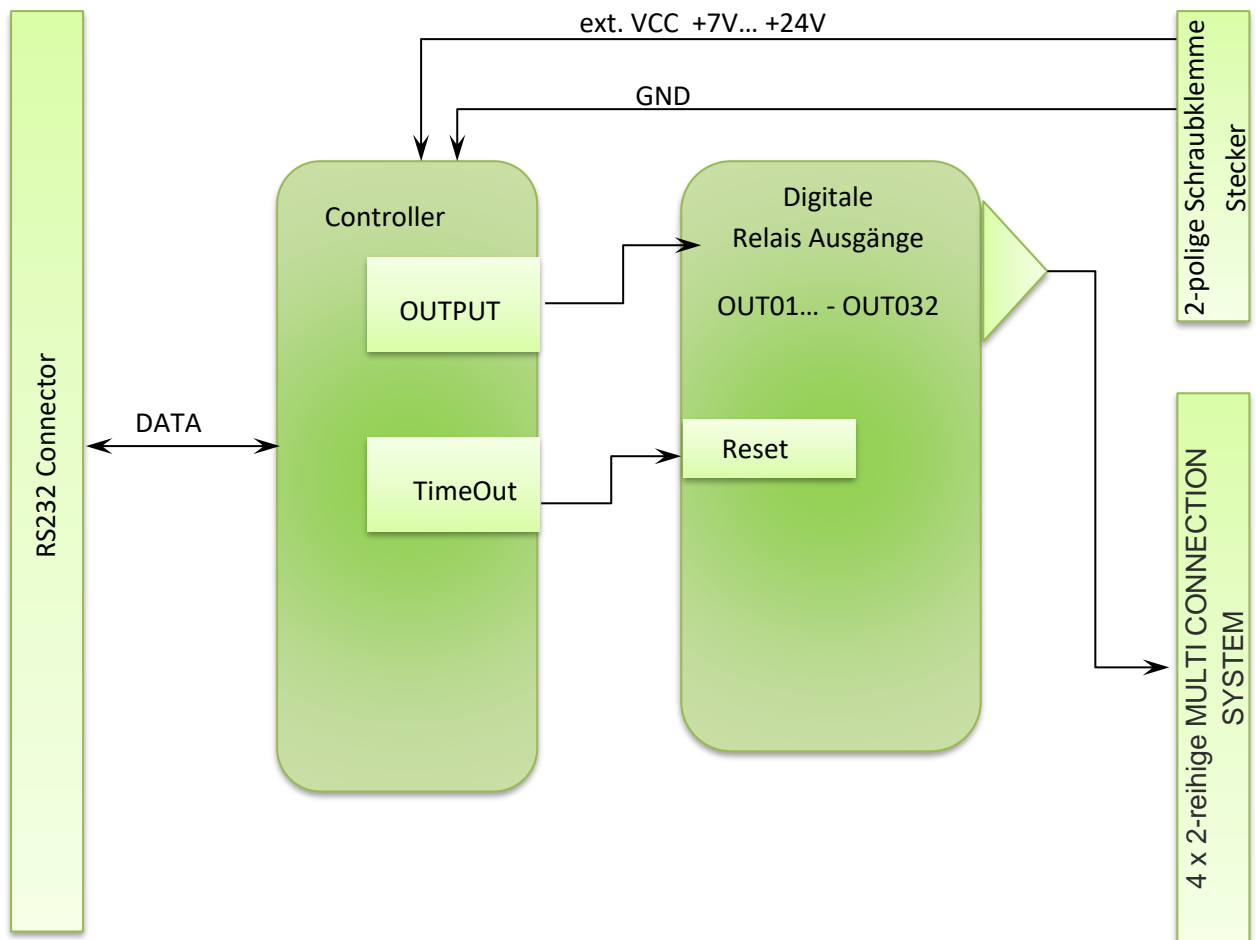 ext. VCC +7V... +24V
GND
2-polige Schraubklemme
Stecker
Controller
OUTPUT
Digitale
Relais Ausgänge
OUT01... - OUT032
RS232 Connector
DATA
TimeOut
Reset
4 x 2-reihige MULTI CONNECTION
SYSTEM